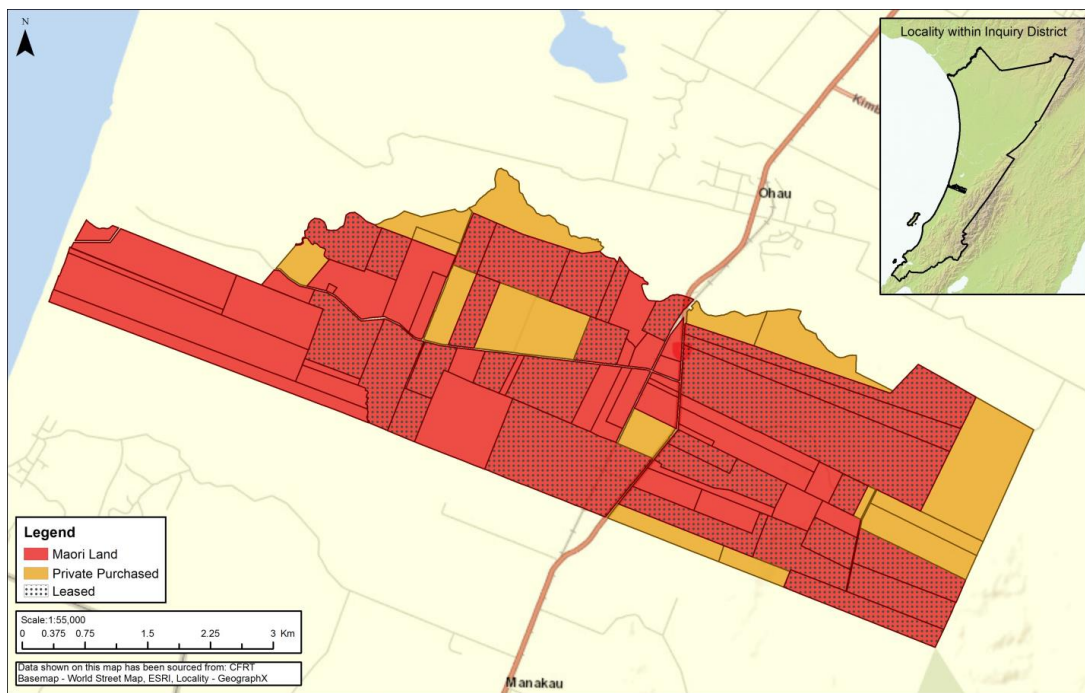 N
Locality within Inquiry District
Ohau
Legend
Maori Land
Private Purchased
Leased
Scale:1:55,000
0 0.375 0.75 1.5 2.25 3 Km
Data shown on this map has been sourced from: CFRT
Basemap - World Street Map, ESRI, Locality - GeographX
Manakau